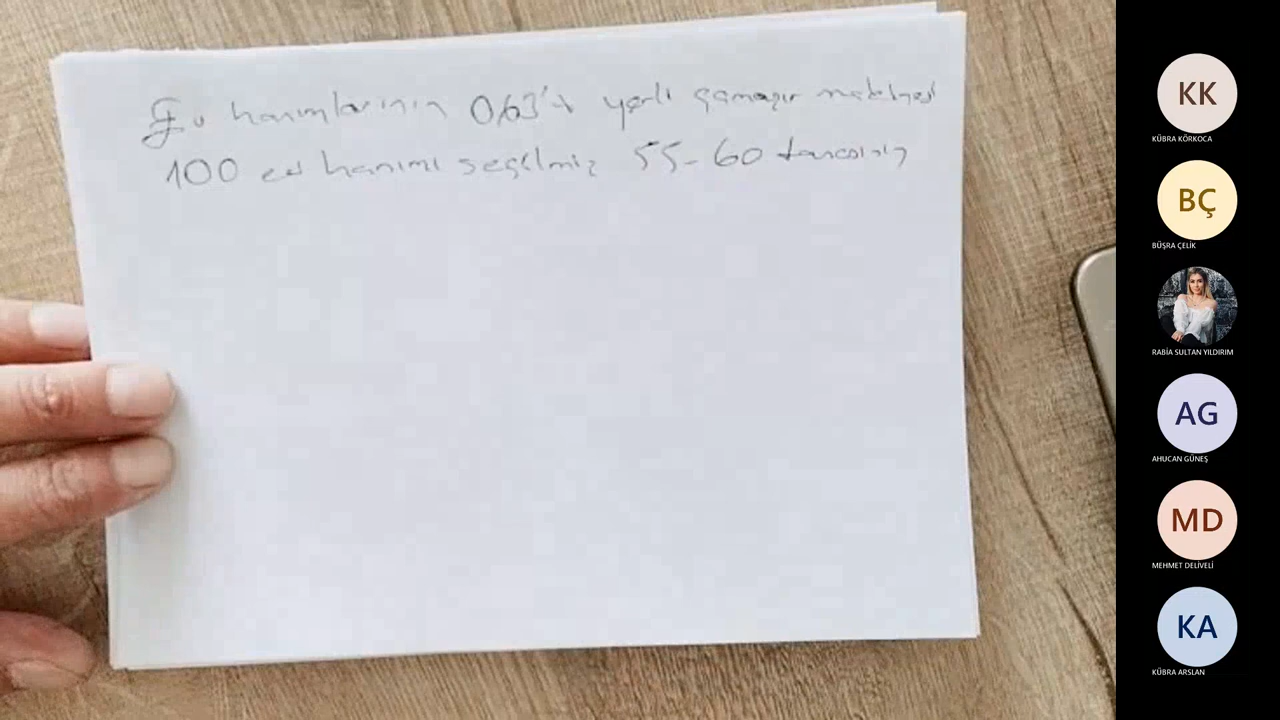 Ev hanımlarının 0,63'ü yerli çamaşır makinesi
100 ev hanımı seçilmiş 55-60 tanesinin
KK
KÜBRA KÖRKOCA
BÇ
BÜŞRA ÇELİK
RABİA SULTAN YILDIRIM
AG
AHUCAN GÜNEŞ
MD
MEHMET DELİVELİ
KA
KÜBRA ARSLAN